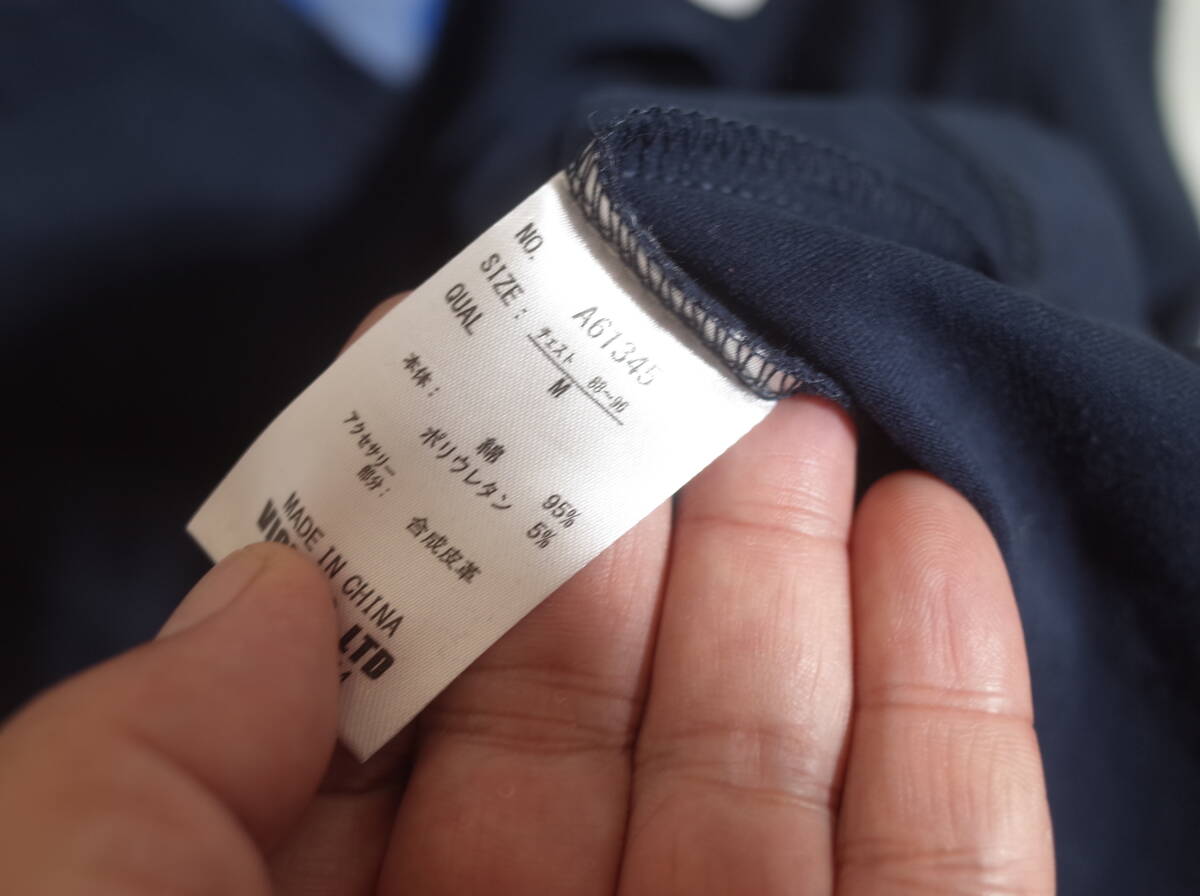 NO. A61345
SIZE: チェスト 88~96
M
QUAL
本体: 綿 95%
ポリウレタン 5%
アクセサリー
部分: 合成皮革
MADE IN CHINA
LTD